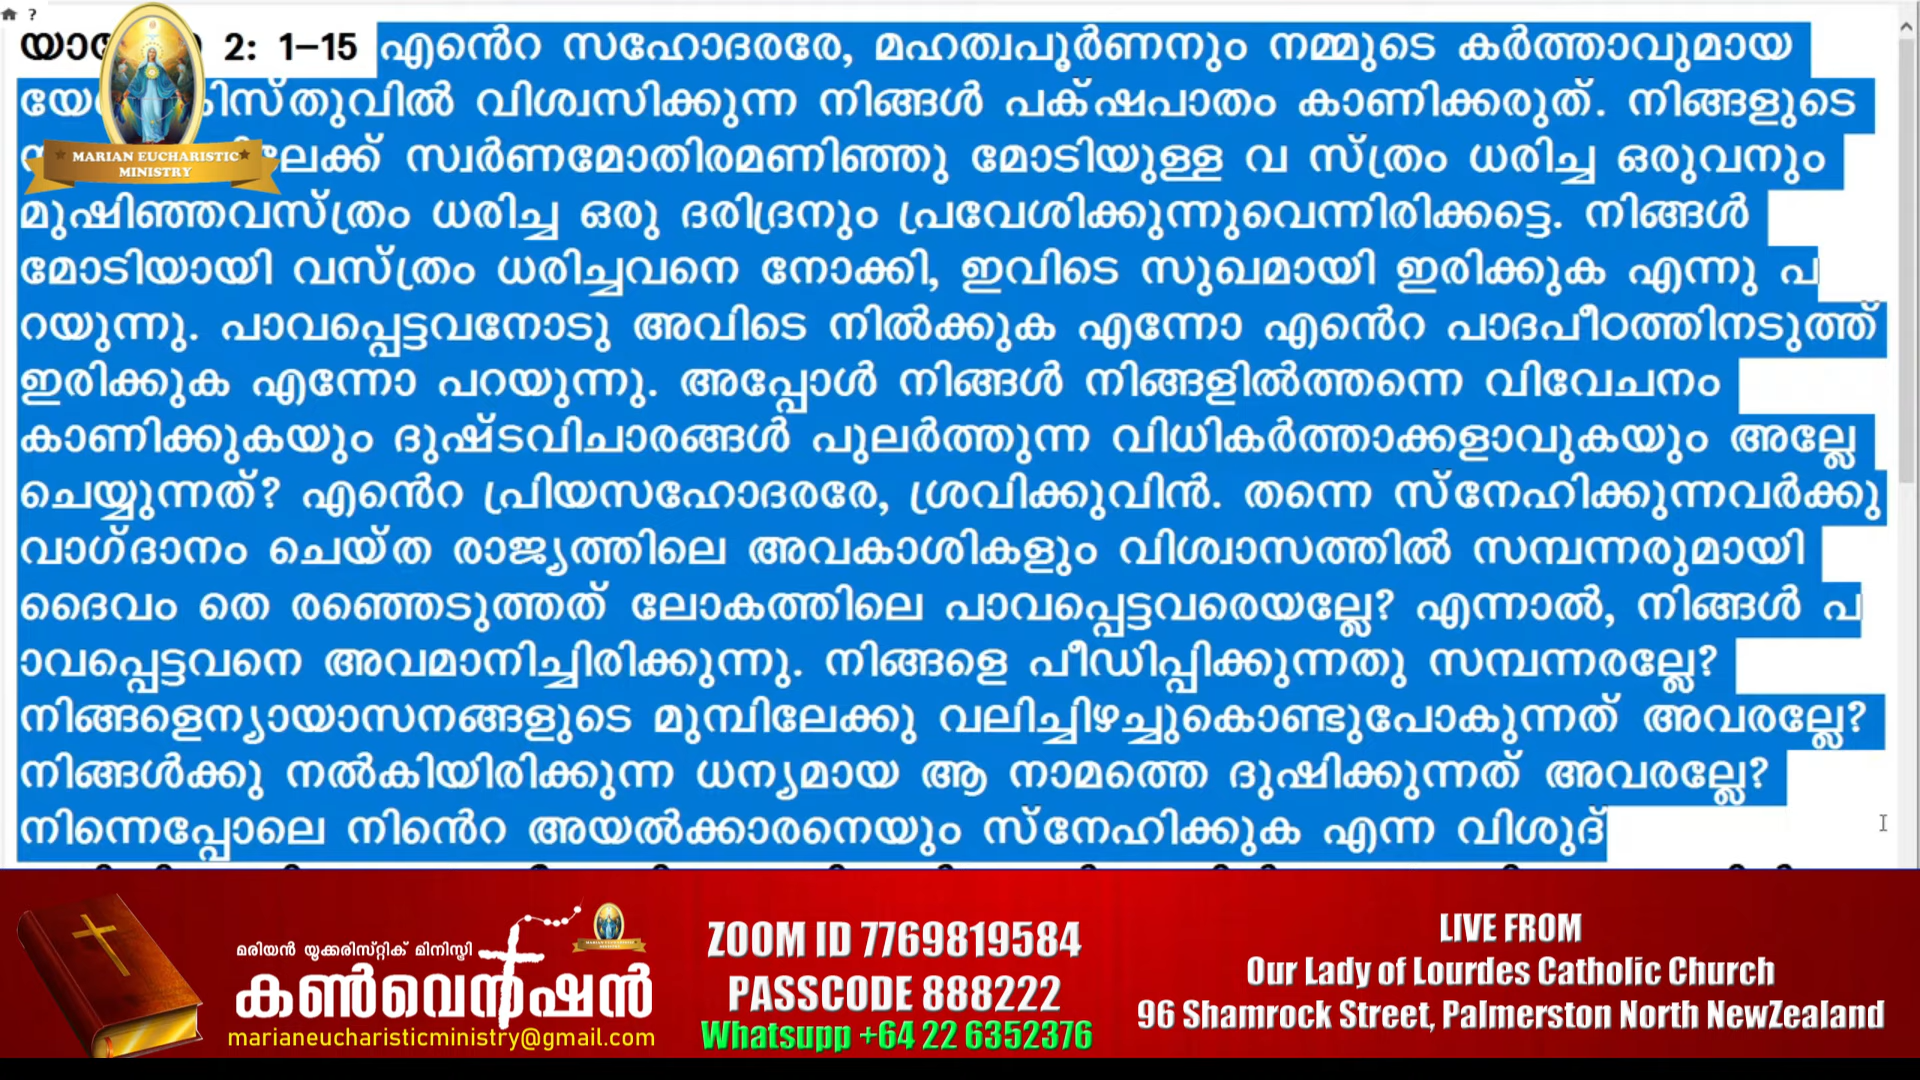 ?
2: 1-15 എന്റെ സഹോദരരേ, മഹത്വപൂർണനും നമ്മുടെ കർത്താവുമായ
വിശ്വസിക്കുന്ന നിങ്ങൾ പക്ഷപാതം കാണിക്കരുത്. നിങ്ങളുടെ
സ്വർണമോതിരമണിഞ്ഞു മോടിയുള്ള വ സ്ത്രം ധരിച്ച ഒരുവനും
മുഷിഞ്ഞവസ്ത്രം ധരിച്ച ഒരു ദരിദ്രനും പ്രവേശിക്കുന്നുവെന്നിരിക്കട്ടെ. നിങ്ങൾ
മോടിയായി വസ്ത്രം ധരിച്ചവനെ നോക്കി, ഇവിടെ സുഖമായി ഇരിക്കുക എന്നു പ
റയുന്നു. പാവപ്പെട്ടവനോടു അവിടെ നിൽക്കുക എന്നോ എന്റെ പാദപീഠത്തിനടുത്ത്
ഇരിക്കുക എന്നോ പറയുന്നു. അപ്പോൾ നിങ്ങൾ നിങ്ങളിൽത്തന്നെ വിവേചനം
കാണിക്കുകയും ദുഷ്ടവിചാരങ്ങൾ പുലർത്തുന്ന വിധികർത്താക്കളാവുകയും അല്ലേ
ചെയ്യുന്നത്? എന്റെ പ്രിയസഹോദരരേ, ശ്രവിക്കുവിൻ. തന്നെ സ്നേഹിക്കുന്നവർക്കു
വാഗ്ദാനം ചെയ്ത രാജ്യത്തിലെ അവകാശികളും വിശ്വാസത്തിൽ സമ്പന്നരുമായി
ദൈവം തെ രഞ്ഞെടുത്തത് ലോകത്തിലെ പാവപ്പെട്ടവരെയല്ലേ? എന്നാൽ, നിങ്ങൾ പ
ാവപ്പെട്ടവനെ അവമാനിച്ചിരിക്കുന്നു. നിങ്ങളെ പീഡിപ്പിക്കുന്നതു സമ്പന്നരല്ലേ?
നിങ്ങളെന്യായാസനങ്ങളുടെ മുമ്പിലേക്കു വലിച്ചിഴച്ചുകൊണ്ടുപോകുന്നത് അവരല്ലേ?
നിങ്ങൾക്കു നൽകിയിരിക്കുന്ന ധന്യമായ ആ നാമത്തെ ദുഷിക്കുന്നത് അവരല്ലേ?
നിന്നെപ്പോലെ നിന്റെ അയൽക്കാരനെയും സ്നേഹിക്കുക എന്ന വിശുദ്
MARIAN EUCHARISTIC
MINISTRY
മരിയൻ യൂക്കരിസ്റ്റിക് മിനിസ്ട്രി
കൺവെൻഷൻ
marianeucharisticministry@gmail.com
ZOOM ID 7769819584
PASSCODE 888222
Whatsupp +64 22 6352376
LIVE FROM
Our Lady of Lourdes Catholic Church
96 Shamrock Street, Palmerston North NewZealand